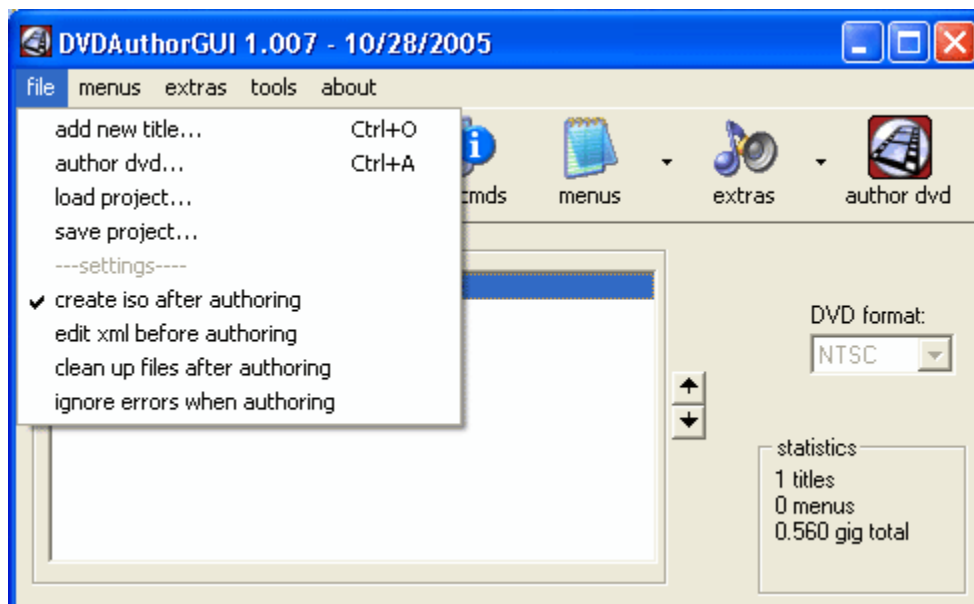 DVDAuthorGUI 1.007 - 10/28/2005
file menus extras tools about
add new title... Ctrl+O
author dvd... Ctrl+A
load project...
save project...
---settings----
create iso after authoring
edit xml before authoring
clean up files after authoring
ignore errors when authoring
cmds menus extras author dvd
DVD format:
NTSC
statistics
1 titles
0 menus
0.560 gig total